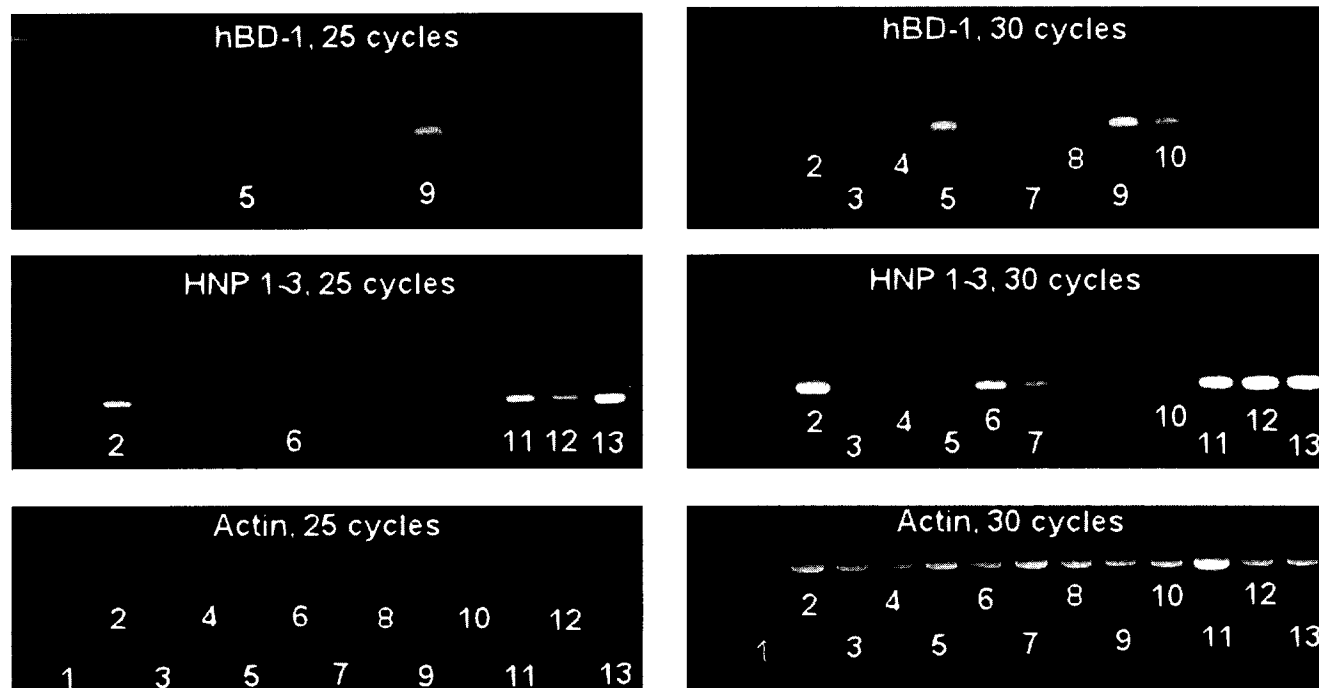 hBD-1, 25 cycles
5 9
hBD-1, 30 cycles
2 4 8 10
3 5 7 9
HNP 1-3, 25 cycles
2 6 11 12 13
HNP 1-3, 30 cycles
2 4 6 10 12
3 5 7 11 13
Actin, 25 cycles
2 4 6 8 10 12
1 3 5 7 9 11 13
Actin, 30 cycles
2 4 6 8 10 12
1 3 5 7 9 11 13